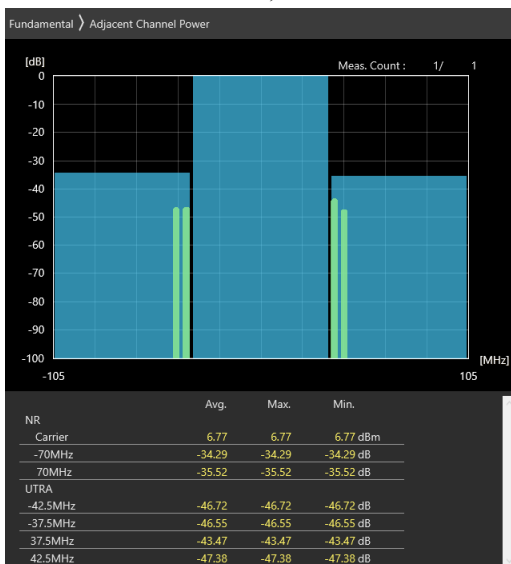 Fundamental 〉 Adjacent Channel Power
[dB] Meas. Count : 1/ 1
0
-10
-20
-30
-40
-50
-60
-70
-80
-90
-100 [MHz]
-105 105
Avg. Max. Min.
NR
Carrier 6.77 6.77 6.77 dBm
-70MHz -34.29 -34.29 -34.29 dB
70MHz -35.52 -35.52 -35.52 dB
UTRA
-42.5MHz -46.72 -46.72 -46.72 dB
-37.5MHz -46.55 -46.55 -46.55 dB
37.5MHz -43.47 -43.47 -43.47 dB
42.5MHz -47.38 -47.38 -47.38 dB